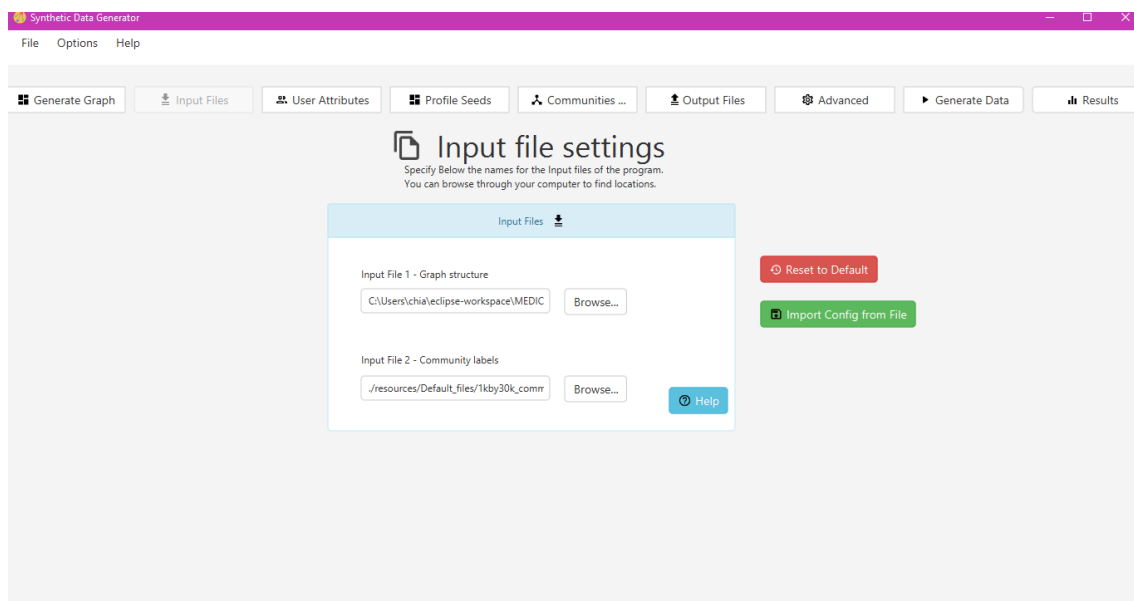 Synthetic Data Generator
File Options Help
Generate Graph Input Files User Attributes Profile Seeds Communities ... Output Files Advanced Generate Data Results
Input file settings
Specify Below the names for the Input files of the program.
You can browse through your computer to find locations.
Input Files
Input File 1 - Graph structure
C:\Users\chia\eclipse-workspace\MEDIC Browse...
Reset to Default
Import Config from File
Input File 2 - Community labels
./resources/Default_files/1kby30k_comm Browse...
Help